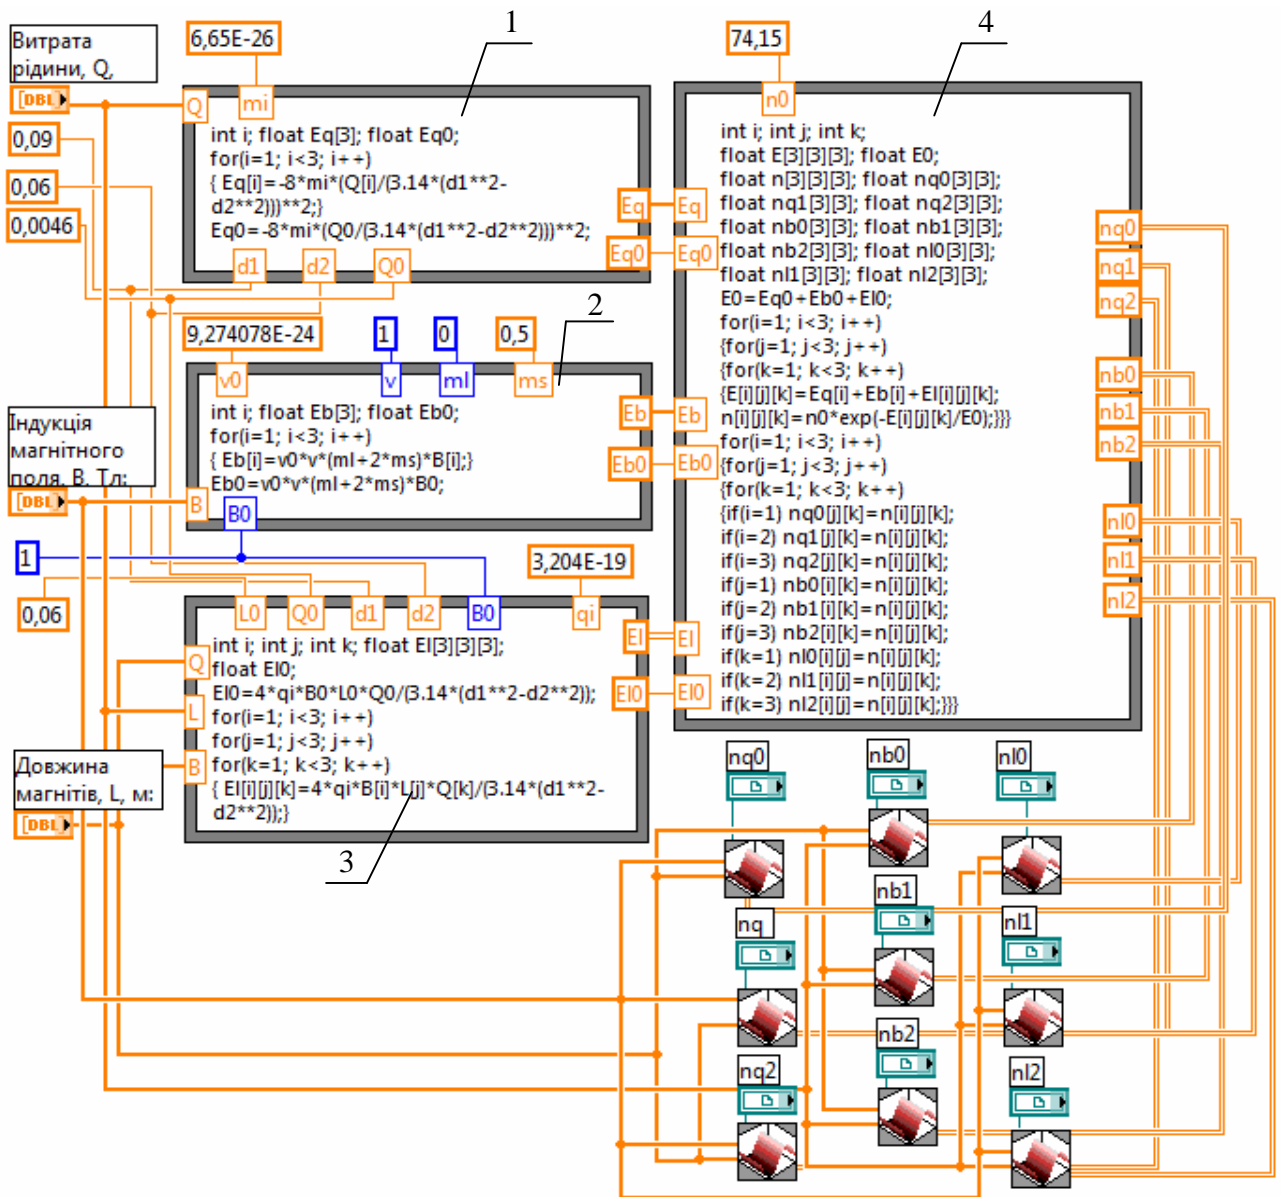 Витрата
рідини, Q,
[DBL]
0,09
0,06
0,0046
6,65E-26
1
Q
mi
int i; float Eq[3]; float Eq0;
for(i=1; i<3; i++)
{ Eq[i]=-8*mi*(Q[i]/(3.14*(d1**2-
d2**2)))**2;}
Eq0=-8*mi*(Q0/(3.14*(d1**2-d2**2)))**2;
d1
d2
Q0
Eq
Eq0
9,274078E-24
1
0
0,5
2
v0
v
ml
ms
int i; float Eb[3]; float Eb0;
for(i=1; i<3; i++)
{ Eb[i]=v0*v*(ml+2*ms)*B[i];}
Eb0=v0*v*(ml+2*ms)*B0;
B
B0
Eb
Eb0
Індукція
магнітного
поля, B, Тл:
[DBL]
1
0,06
3,204E-19
L0
Q0
d1
d2
B0
qi
Q
L
B
int i; int j; int k; float El[3][3][3];
float El0;
El0=4*qi*B0*L0*Q0/(3.14*(d1**2-d2**2));
for(i=1; i<3; i++)
for(j=1; j<3; j++)
for(k=1; k<3; k++)
{ El[i][j][k]=4*qi*B[i]*L[j]*Q[k]/(3.14*(d1**2-
d2**2));}
El
El0
3
Довжина
магнітів, L, м:
[DBL]
74,15
4
n0
Eq
Eq0
Eb
Eb0
El
El0
int i; int j; int k;
float E[3][3][3]; float E0;
float n[3][3][3]; float nq0[3][3];
float nq1[3][3]; float nq2[3][3];
float nb0[3][3]; float nb1[3][3];
float nb2[3][3]; float nl0[3][3];
float nl1[3][3]; float nl2[3][3];
E0=Eq0+Eb0+El0;
for(i=1; i<3; i++)
{for(j=1; j<3; j++)
{for(k=1; k<3; k++)
{E[i][j][k]=Eq[i]+Eb[i]+El[i][j][k];
n[i][j][k]=n0*exp(-E[i][j][k]/E0);}}}
for(i=1; i<3; i++)
{for(j=1; j<3; j++)
{for(k=1; k<3; k++)
{if(i=1) nq0[j][k]=n[i][j][k];
if(i=2) nq1[j][k]=n[i][j][k];
if(i=3) nq2[j][k]=n[i][j][k];
if(j=1) nb0[i][k]=n[i][j][k];
if(j=2) nb1[i][k]=n[i][j][k];
if(j=3) nb2[i][k]=n[i][j][k];
if(k=1) nl0[i][j]=n[i][j][k];
if(k=2) nl1[i][j]=n[i][j][k];
if(k=3) nl2[i][j]=n[i][j][k];}}}
nq0
nq1
nq2
nb0
nb1
nb2
nl0
nl1
nl2
nq0
nb0
nl0
nq
nb1
nl1
nq2
nb2
nl2